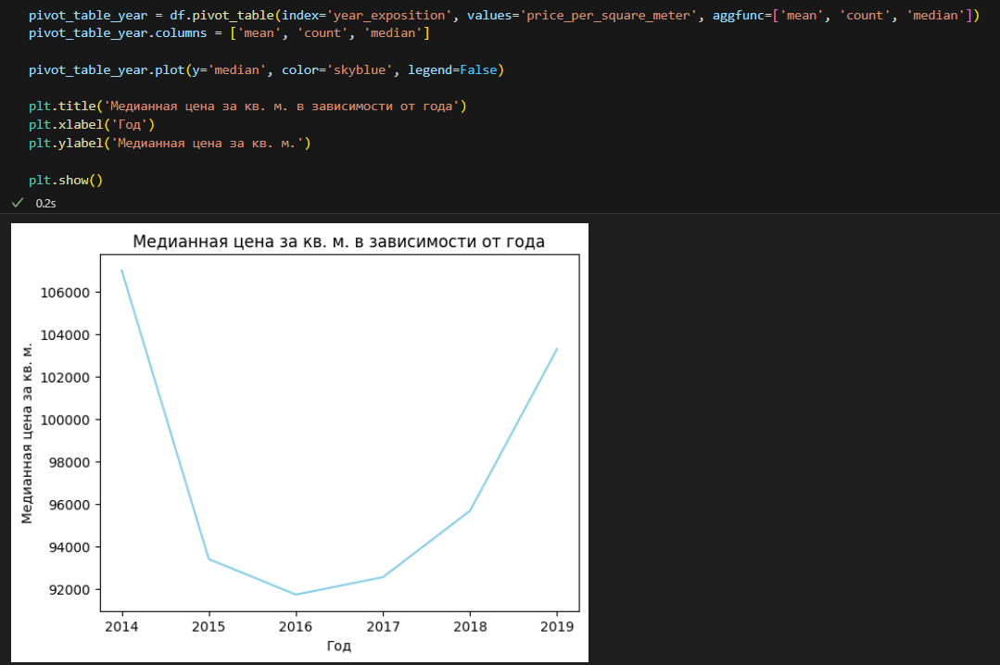 pivot_table_year = df.pivot_table(index='year_exposition', values='price_per_square_meter', aggfunc=['mean', 'count', 'median'])
pivot_table_year.columns = ['mean', 'count', 'median']
pivot_table_year.plot(y='median', color='skyblue', legend=False)
plt.title('Медианная цена за кв. м. в зависимости от года')
plt.xlabel('Год')
plt.ylabel('Медианная цена за кв. м.')
plt.show()
0.2s
Медианная цена за кв. м. в зависимости от года
Медианная цена за кв. м.
106000
104000
102000
100000
98000
96000
94000
92000
2014 2015 2016 2017 2018 2019
Год